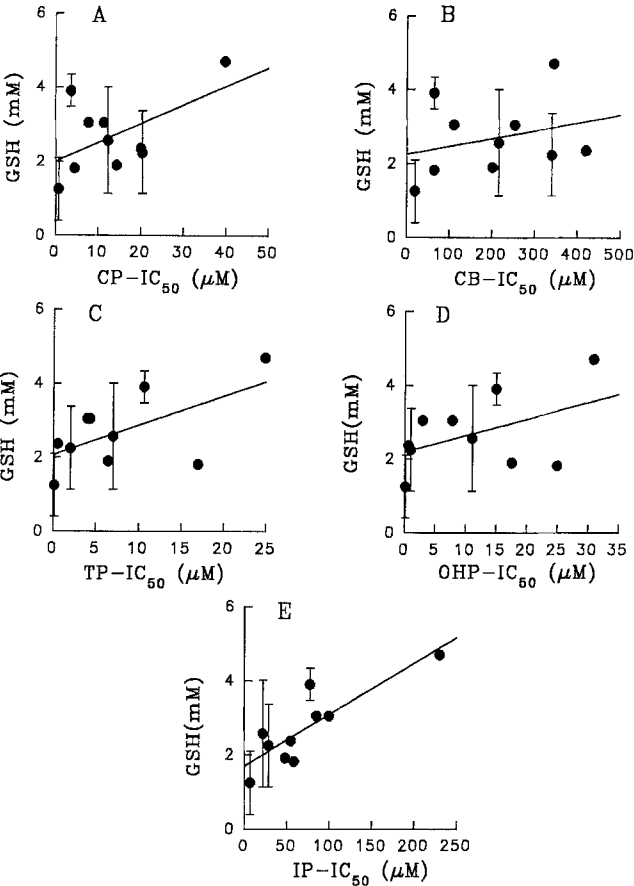 A
B
6
4
2
0
GSH (mM)
0 10 20 30 40 50
CP-IC50 (μM)
6
4
2
0
GSH (mM)
100 200 300 400 500
CB-IC50 (μM)
C
D
6
4
2
0
GSH (mM)
0 5 10 15 20 25
TP-IC50 (μM)
6
4
2
0
GSH(mM)
0 5 10 15 20 25 30 35
OHP-IC50 (μM)
E
6
4
2
0
GSH(mM)
0 50 100 150 200 250
IP-IC50 (μM)